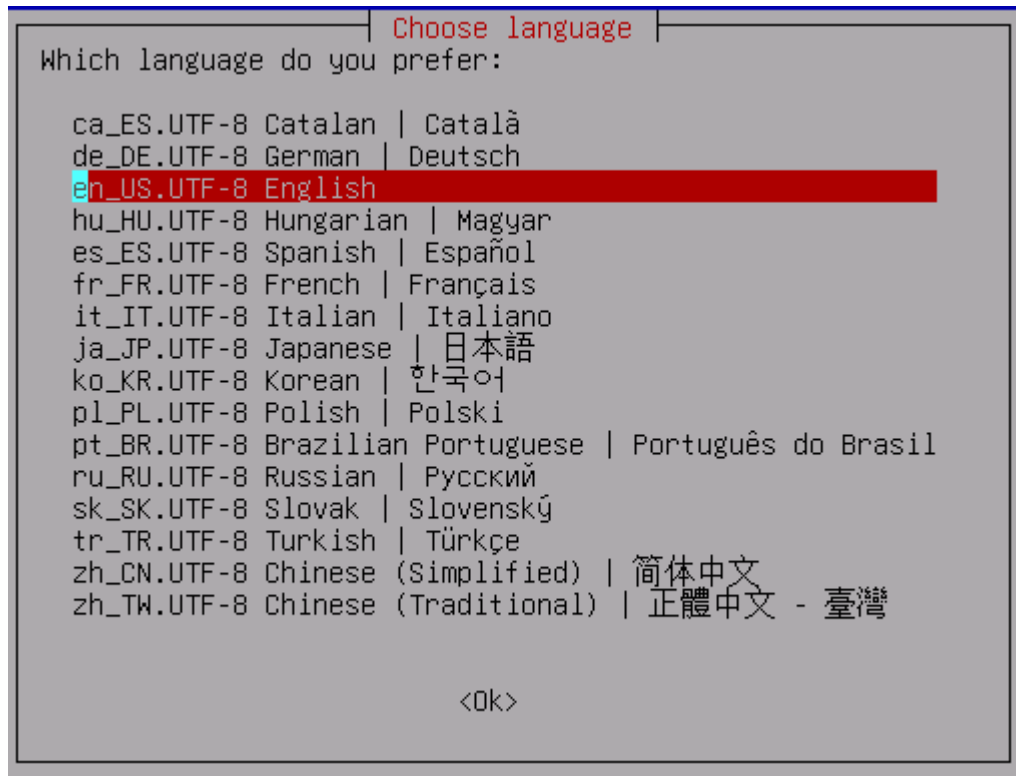 Choose language
Which language do you prefer:
ca_ES.UTF-8 Catalan | Català
de_DE.UTF-8 German | Deutsch
en_US.UTF-8 English
hu_HU.UTF-8 Hungarian | Magyar
es_ES.UTF-8 Spanish | Español
fr_FR.UTF-8 French | Français
it_IT.UTF-8 Italian | Italiano
ja_JP.UTF-8 Japanese | 日本語
ko_KR.UTF-8 Korean | 한국어
pl_PL.UTF-8 Polish | Polski
pt_BR.UTF-8 Brazilian Portuguese | Português do Brasil
ru_RU.UTF-8 Russian | Русский
sk_SK.UTF-8 Slovak | Slovenský
tr_TR.UTF-8 Turkish | Türkçe
zh_CN.UTF-8 Chinese (Simplified) | 简体中文
zh_TW.UTF-8 Chinese (Traditional) | 正體中文 - 臺灣
<Ok>